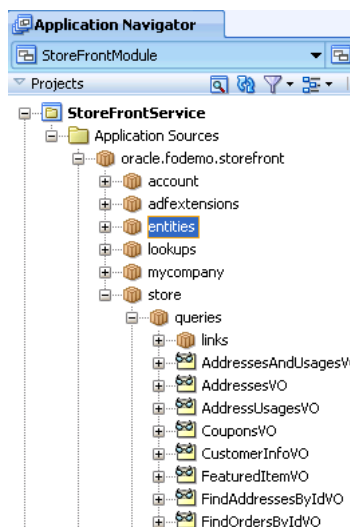 Application Navigator
StoreFrontModule
Projects
StoreFrontService
Application Sources
oracle.fodemo.storefront
account
adfextensions
entities
lookups
mycompany
store
queries
links
AddressesAndUsagesV
AddressesVO
AddressUsagesVO
CouponsVO
CustomerInfoVO
FeaturedItemVO
FindAddressesByIdVO
FindOrdersByIdVO